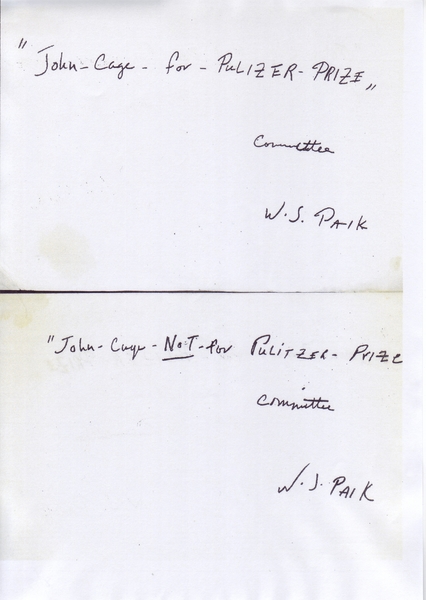 "John-Cage-for-PULIZER-PRIZE„
Committee
W.S. PAIK
"John-Cage-NOT-for PULITZER-PRIZE
Committee
W.J. PAIK